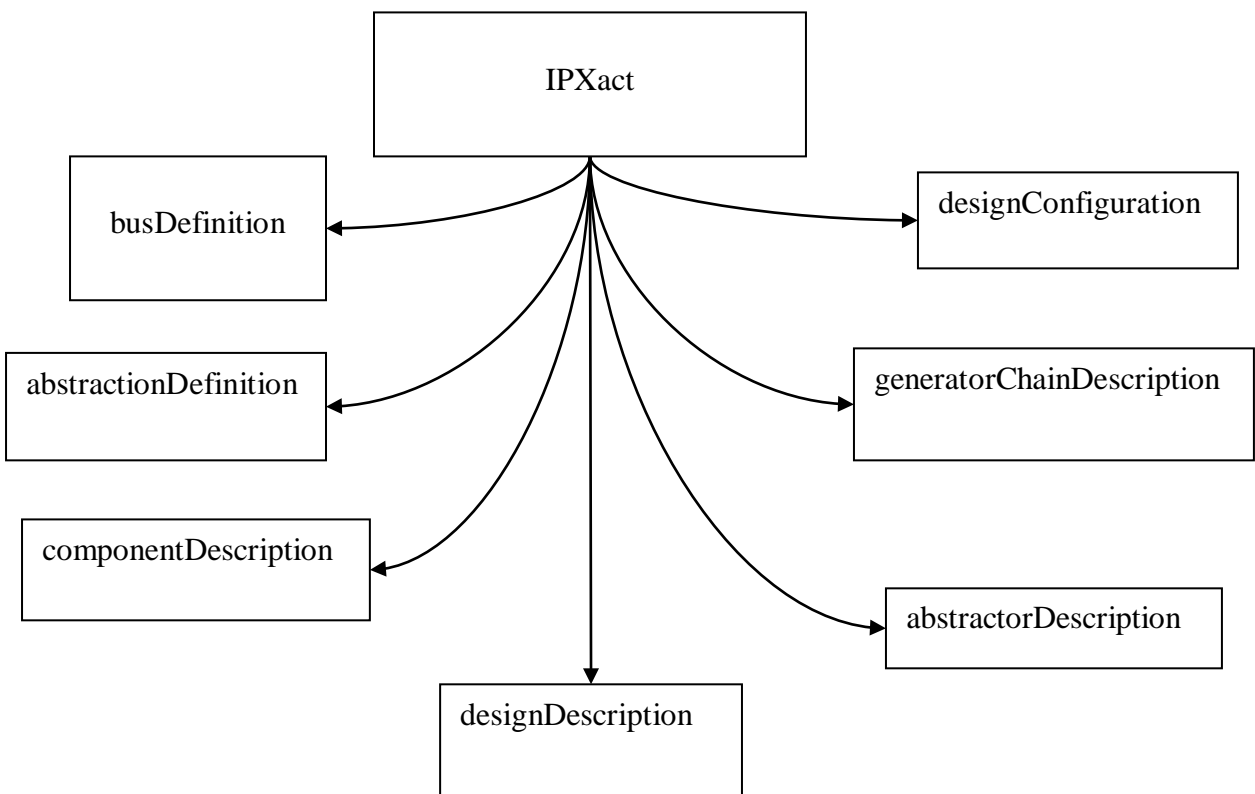 IPXact
busDefinition
designConfiguration
abstractionDefinition
generatorChainDescription
componentDescription
abstractorDescription
designDescription